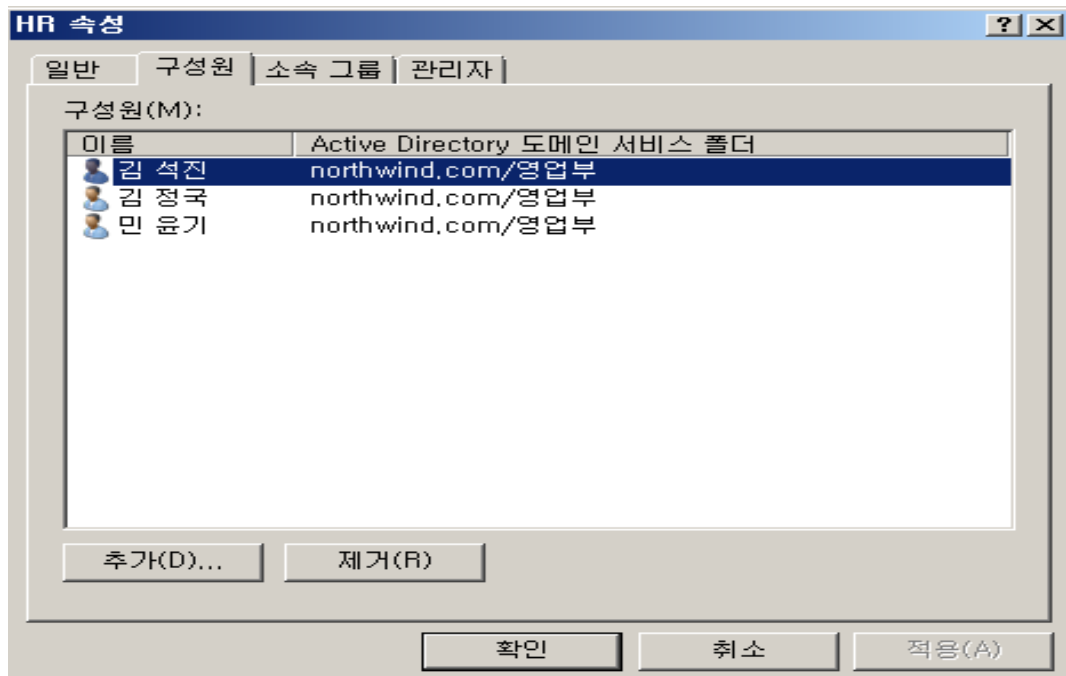 HR 속성
일반 구성원 소속 그룹 관리자
구성원(M):
이름 Active Directory 도메인 서비스 폴더
김 석진 northwind.com/영업부
김 정국 northwind.com/영업부
민 윤기 northwind.com/영업부
추가(D)... 제거(R)
확인 취소 적용(A)